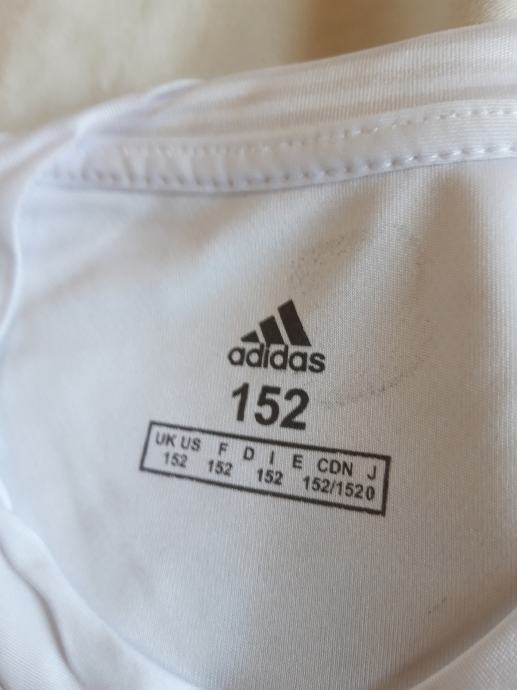 adidas
152
UK US F D I E CDN J
152 152 152 152/1520